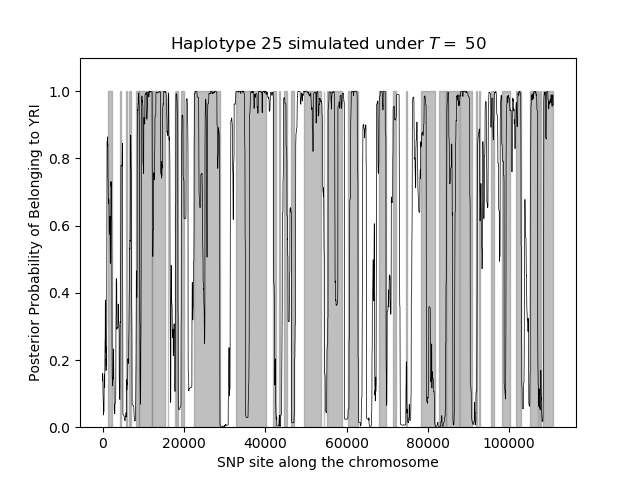 Haplotype 25 simulated under T = 50
Posterior Probability of Belonging to YRI
1.0
0.8
0.6
0.4
0.2
0.0
0 20000 40000 60000 80000 100000
SNP site along the chromosome